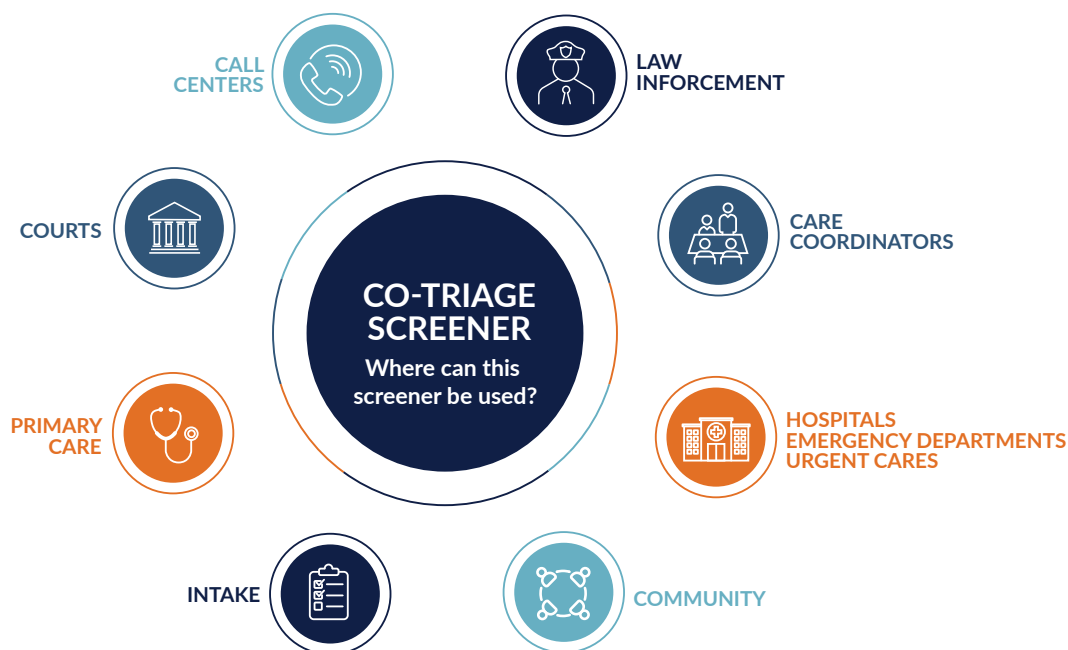 CALL
CENTERS
LAW
INFORCEMENT
COURTS
CARE
COORDINATORS
CO-TRIAGE
SCREENER
Where can this
screener be used?
PRIMARY
CARE
HOSPITALS
EMERGENCY DEPARTMENTS
URGENT CARES
INTAKE
COMMUNITY